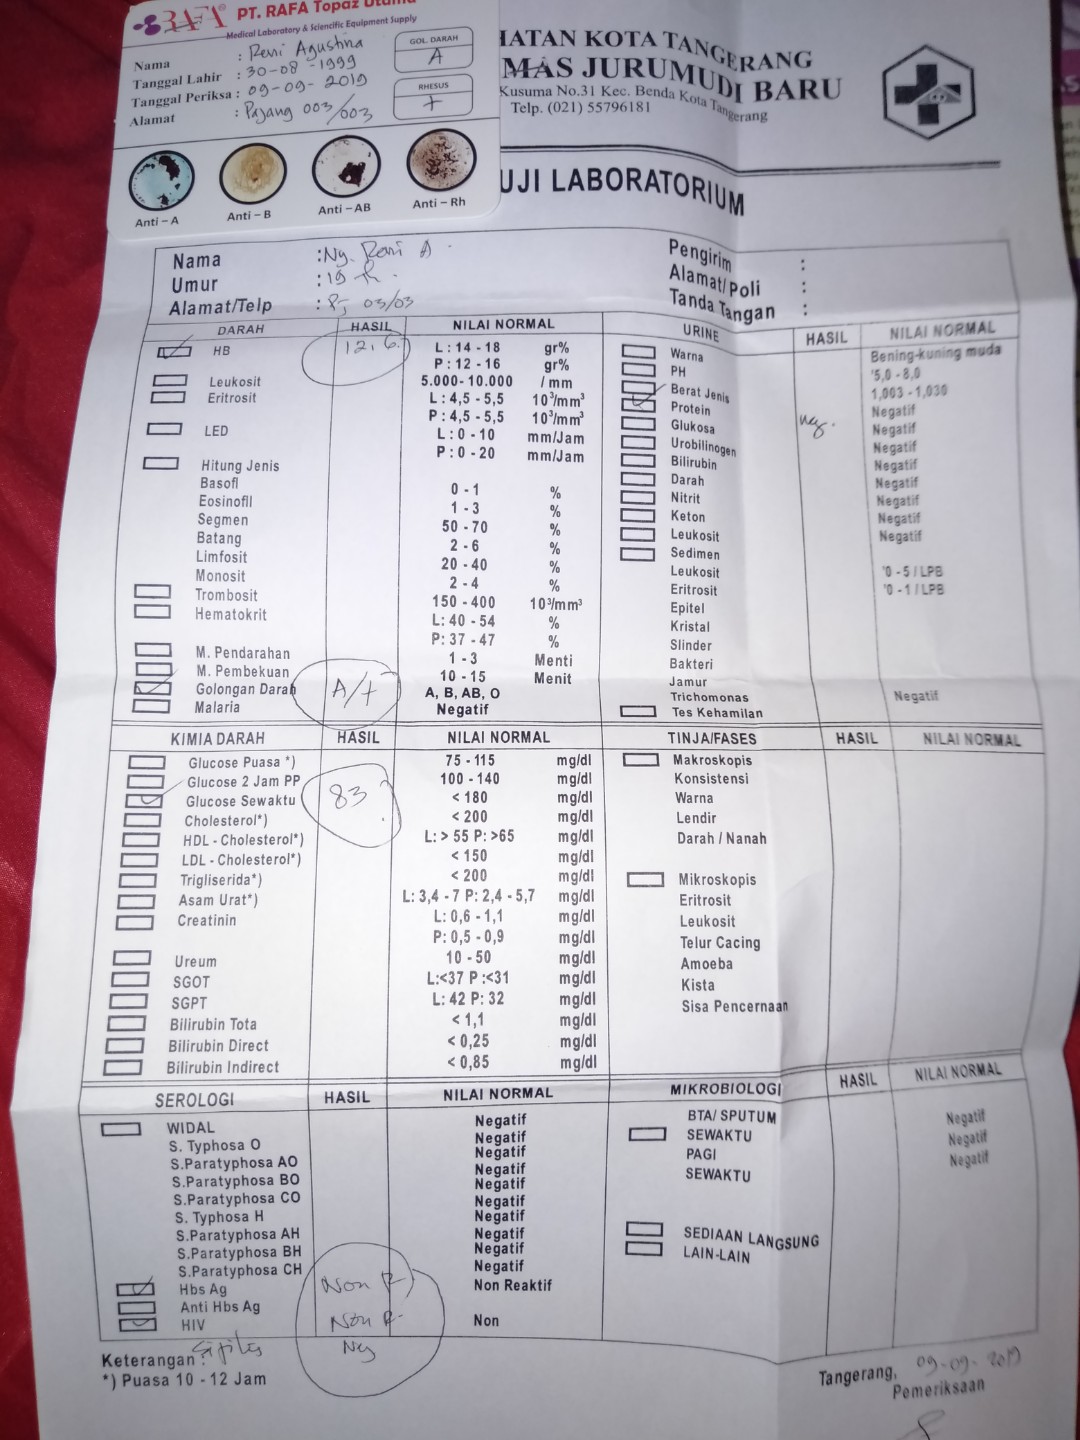 RAFA® PT. RAFA Topaz Utama
Medical Laboratory & Scientific Equipment Supply
Nama : Reni Agustina
Tanggal Lahir : 30-08-1999
Tanggal Periksa : 09-09-2019
Alamat : Pajang 003/003
GOL. DARAH
A
RHESUS
+
Anti – A Anti – B Anti – AB Anti – Rh
HATAN KOTA TANGERANG
MAS JURUMUDI BARU
Kusuma No.31 Kec. Benda Kota Tangerang
Telp. (021) 55796181
UJI LABORATORIUM
Nama : Ny. Reni A. Pengirim :
Umur : 19 th. Alamat/Poli :
Alamat/Telp : Pj 03/03 Tanda Tangan :
DARAH HASIL NILAI NORMAL
HB 12,6 L : 14 - 18 gr%
P : 12 - 16 gr%
Leukosit 5.000- 10.000 / mm
Eritrosit L : 4,5 - 5,5 10³/mm³
P : 4,5 - 5,5 10³/mm³
LED L : 0 - 10 mm/Jam
P : 0 - 20 mm/Jam
Hitung Jenis
Basofl 0 - 1 %
Eosinofil 1 - 3 %
Segmen 50 - 70 %
Batang 2 - 6 %
Limfosit 20 - 40 %
Monosit 2 - 4 %
Trombosit 150 - 400 10³/mm³
Hematokrit L: 40 - 54 %
P: 37 - 47 %
M. Pendarahan 1 - 3 Menti
M. Pembekuan 10 - 15 Menit
Golongan Darah A/+ A, B, AB, O
Malaria Negatif
URINE HASIL NILAI NORMAL
Warna Bening-kuning muda
PH '5,0 - 8,0
Berat Jenis 1,003 - 1,030
Protein Neg. Negatif
Glukosa Negatif
Urobilinogen Negatif
Bilirubin Negatif
Darah Negatif
Nitrit Negatif
Keton Negatif
Leukosit Negatif
Sedimen
Leukosit '0 - 5 / LPB
Eritrosit '0 - 1 / LPB
Epitel
Kristal
Slinder
Bakteri
Jamur
Trichomonas Negatif
Tes Kehamilan
KIMIA DARAH HASIL NILAI NORMAL
Glucose Puasa *) 75 - 115 mg/dl
Glucose 2 Jam PP 100 - 140 mg/dl
Glucose Sewaktu 83 < 180 mg/dl
Cholesterol*) < 200 mg/dl
HDL - Cholesterol*) L: > 55 P: >65 mg/dl
LDL - Cholesterol*) < 150 mg/dl
Trigliserida*) < 200 mg/dl
Asam Urat*) L: 3,4 - 7 P: 2,4 - 5,7 mg/dl
Creatinin L: 0,6 - 1,1 mg/dl
P: 0,5 - 0,9 mg/dl
Ureum 10 - 50 mg/dl
SGOT L:<37 P :<31 mg/dl
SGPT L: 42 P: 32 mg/dl
Bilirubin Tota < 1,1 mg/dl
Bilirubin Direct < 0,25 mg/dl
Bilirubin Indirect < 0,85 mg/dl
TINJA/FASES HASIL NILAI NORMAL
Makroskopis
Konsistensi
Warna
Lendir
Darah / Nanah
Mikroskopis
Eritrosit
Leukosit
Telur Cacing
Amoeba
Kista
Sisa Pencernaan
SEROLOGI HASIL NILAI NORMAL
WIDAL Negatif
S. Typhosa O Negatif
S.Paratyphosa AO Negatif
S.Paratyphosa BO Negatif
S.Paratyphosa CO Negatif
S. Typhosa H Negatif
S.Paratyphosa AH Negatif
S.Paratyphosa BH Negatif
S.Paratyphosa CH Negatif
Hbs Ag Non R Non Reaktif
Anti Hbs Ag
HIV Non R. Non
MIKROBIOLOGI HASIL NILAI NORMAL
BTA/ SPUTUM Negatif
SEWAKTU Negatif
PAGI Negatif
SEWAKTU
SEDIAAN LANGSUNG
LAIN-LAIN
Keterangan : Sifilis Neg
*) Puasa 10 - 12 Jam
Tangerang, 09-09-2019
Pemeriksaan